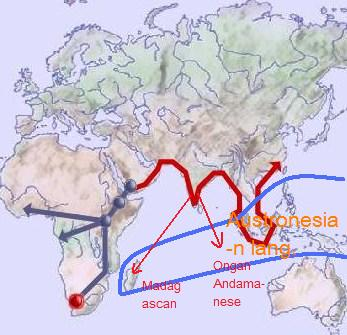 Austronesia
-n lang.
Ongan
Andama-
nese
Madag
ascan